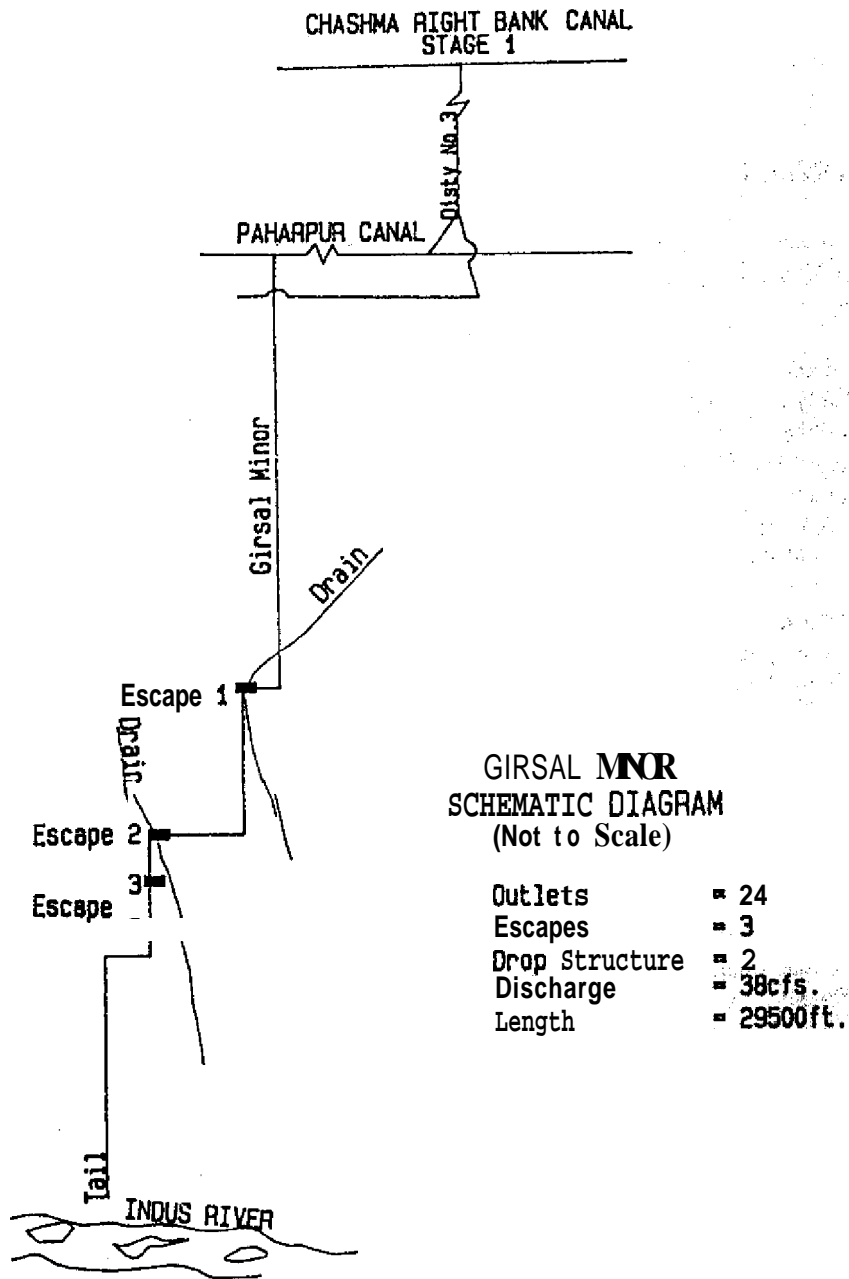 CHASHMA RIGHT BANK CANAL
STAGE 1
Disty No.3
PAHARPUR CANAL
Girsal Minor
Drain
Escape 1
Drain
Escape 2
3
Escape
GIRSAL MINOR
SCHEMATIC DIAGRAM
(Not to Scale)
Outlets = 24
Escapes = 3
Drop Structure = 2
Discharge = 38cfs.
Length = 29500ft.
Tail
INDUS RIVER